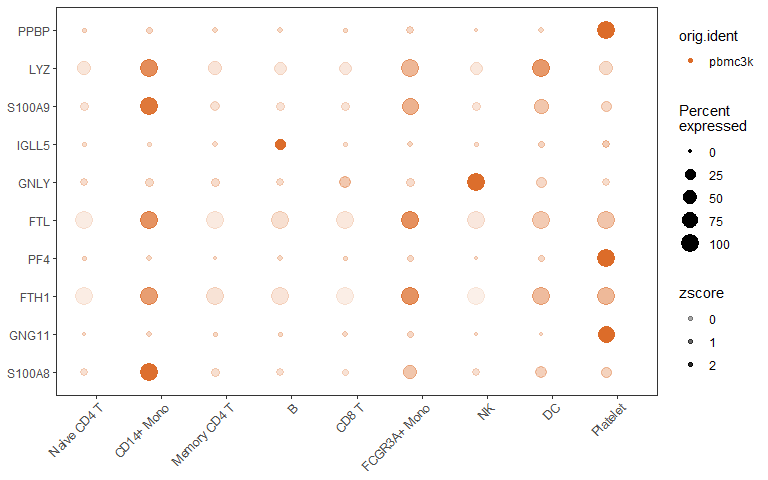 PPBP
LYZ
S100A9
IGLL5
GNLY
FTL
PF4
FTH1
GNG11
S100A8
Naive CD4 T
CD14+ Mono
Memory CD4 T
B
CD8 T
FCGR3A+ Mono
NK
DC
Platelet
orig.ident
pbmc3k
Percent
expressed
0
25
50
75
100
zscore
0
1
2